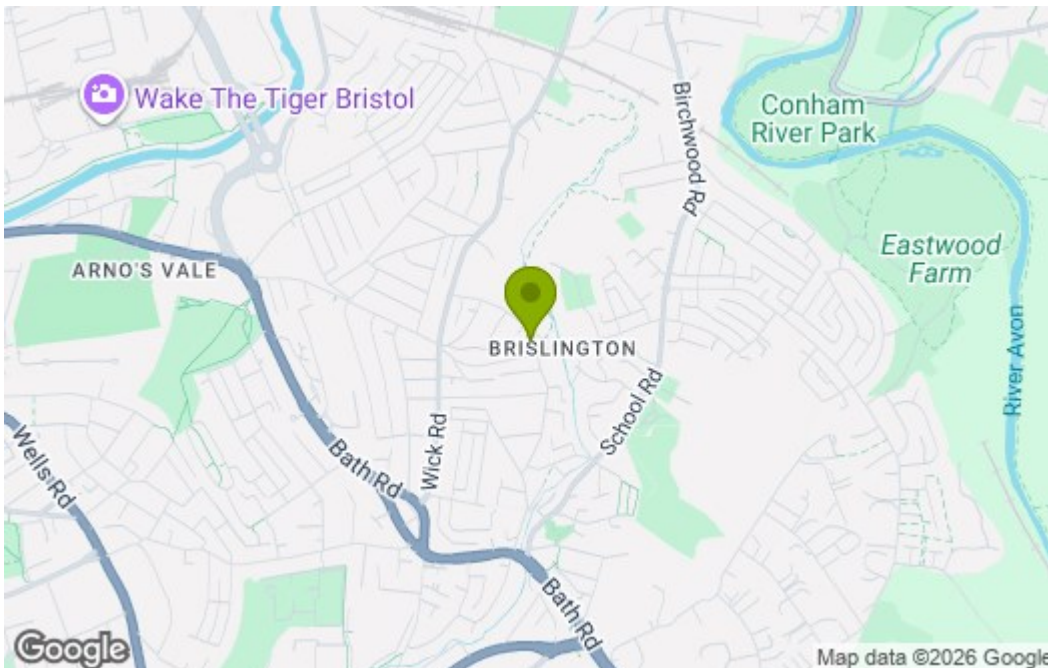 Wake The Tiger Bristol
Birchwood Rd
Conham
River Park
Eastwood
Farm
ARNO'S VALE
BRISLINGTON
River Avon
School Rd
Wick Rd
Bath Rd
Wells Rd
Bath Rd
Google
Map data ©2026 Google